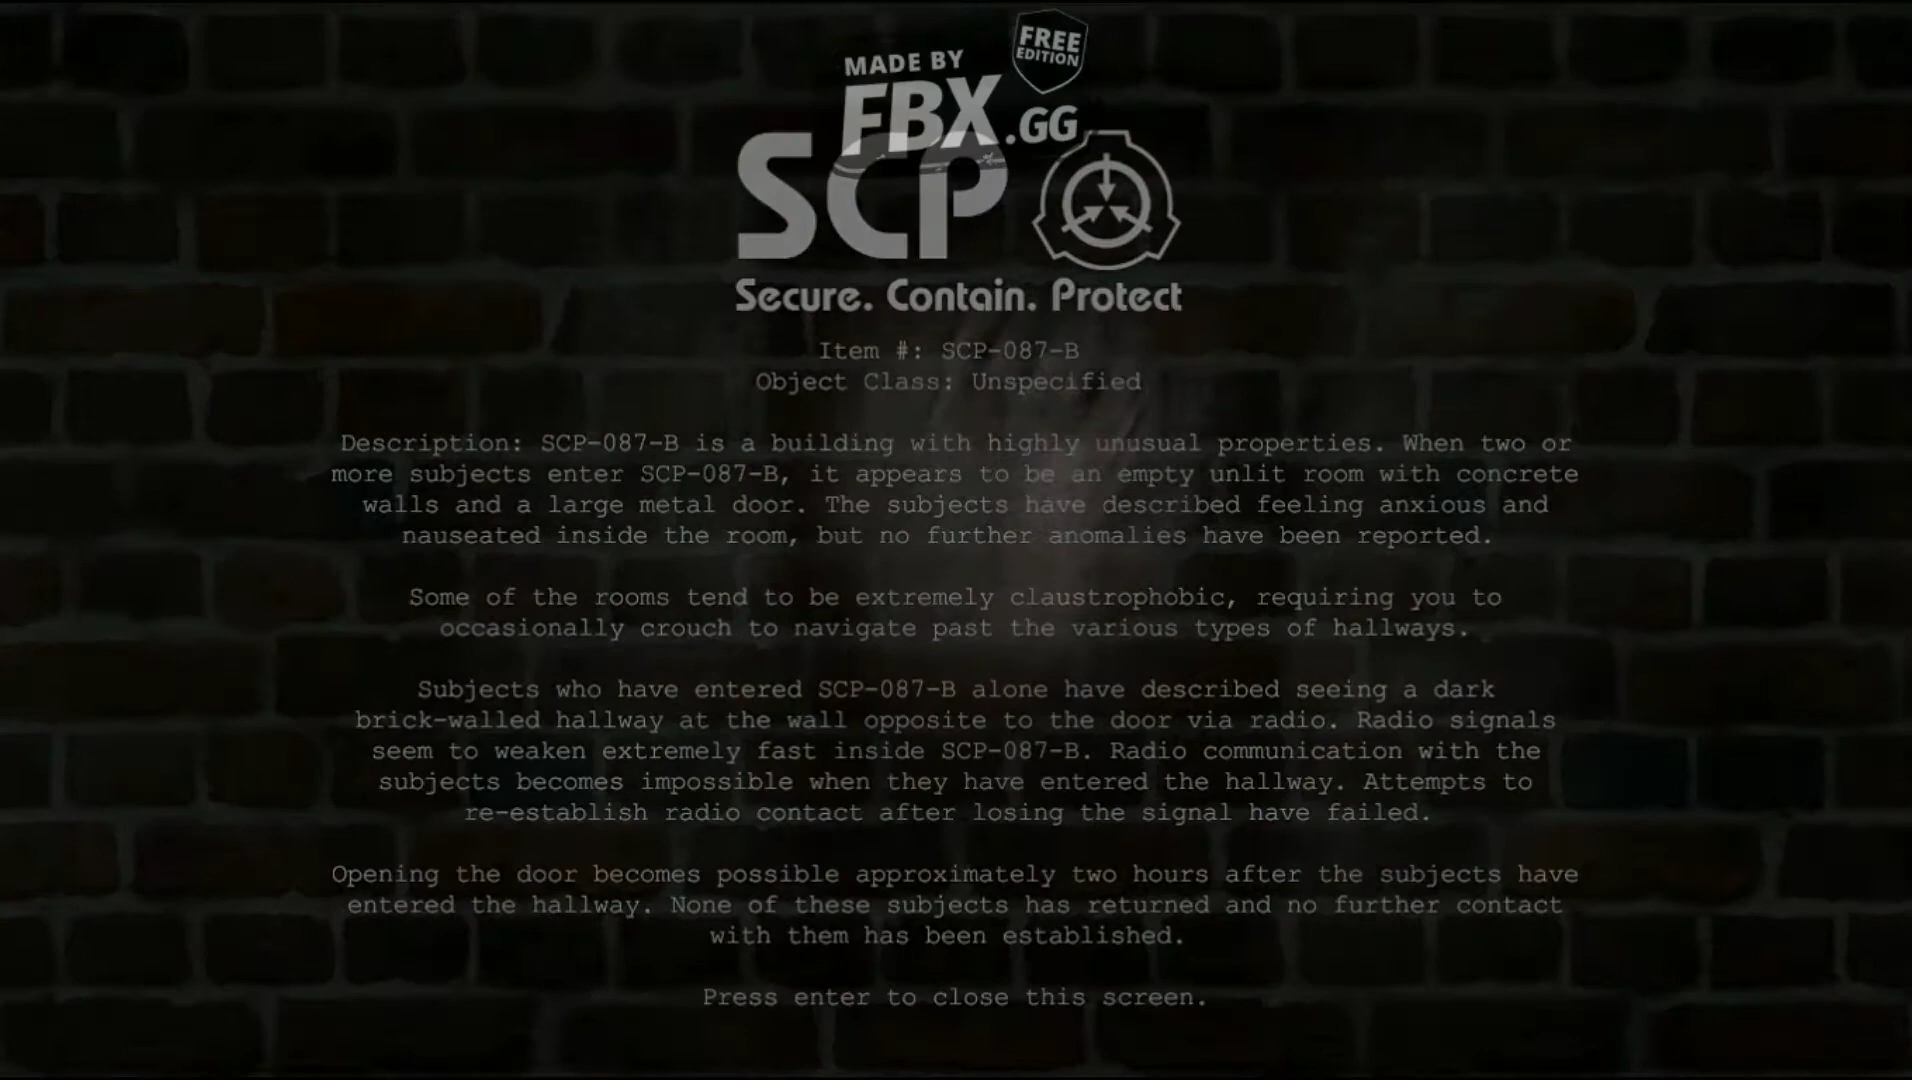 FREE
EDITION
MADE BY
FBX.GG
SCP
Secure. Contain. Protect
Item #: SCP-087-B
Object Class: Unspecified
Description: SCP-087-B is a building with highly unusual properties. When two or
more subjects enter SCP-087-B, it appears to be an empty unlit room with concrete
walls and a large metal door. The subjects have described feeling anxious and
nauseated inside the room, but no further anomalies have been reported.
Some of the rooms tend to be extremely claustrophobic, requiring you to
occasionally crouch to navigate past the various types of hallways.
Subjects who have entered SCP-087-B alone have described seeing a dark
brick-walled hallway at the wall opposite to the door via radio. Radio signals
seem to weaken extremely fast inside SCP-087-B. Radio communication with the
subjects becomes impossible when they have entered the hallway. Attempts to
re-establish radio contact after losing the signal have failed.
Opening the door becomes possible approximately two hours after the subjects have
entered the hallway. None of these subjects has returned and no further contact
with them has been established.
Press enter to close this screen.